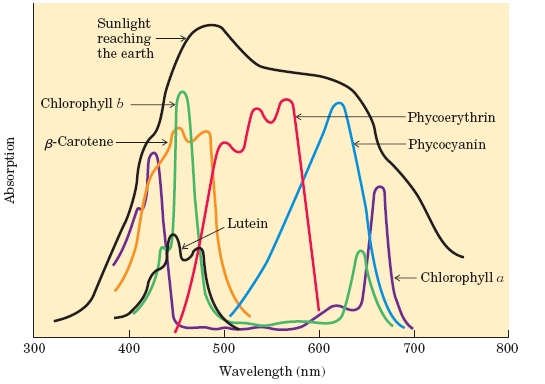 Sunlight
reaching
the earth
Chlorophyll b
β-Carotene
Phycoerythrin
Phycocyanin
Lutein
Chlorophyll a
Absorption
300 400 500 600 700 800
Wavelength (nm)